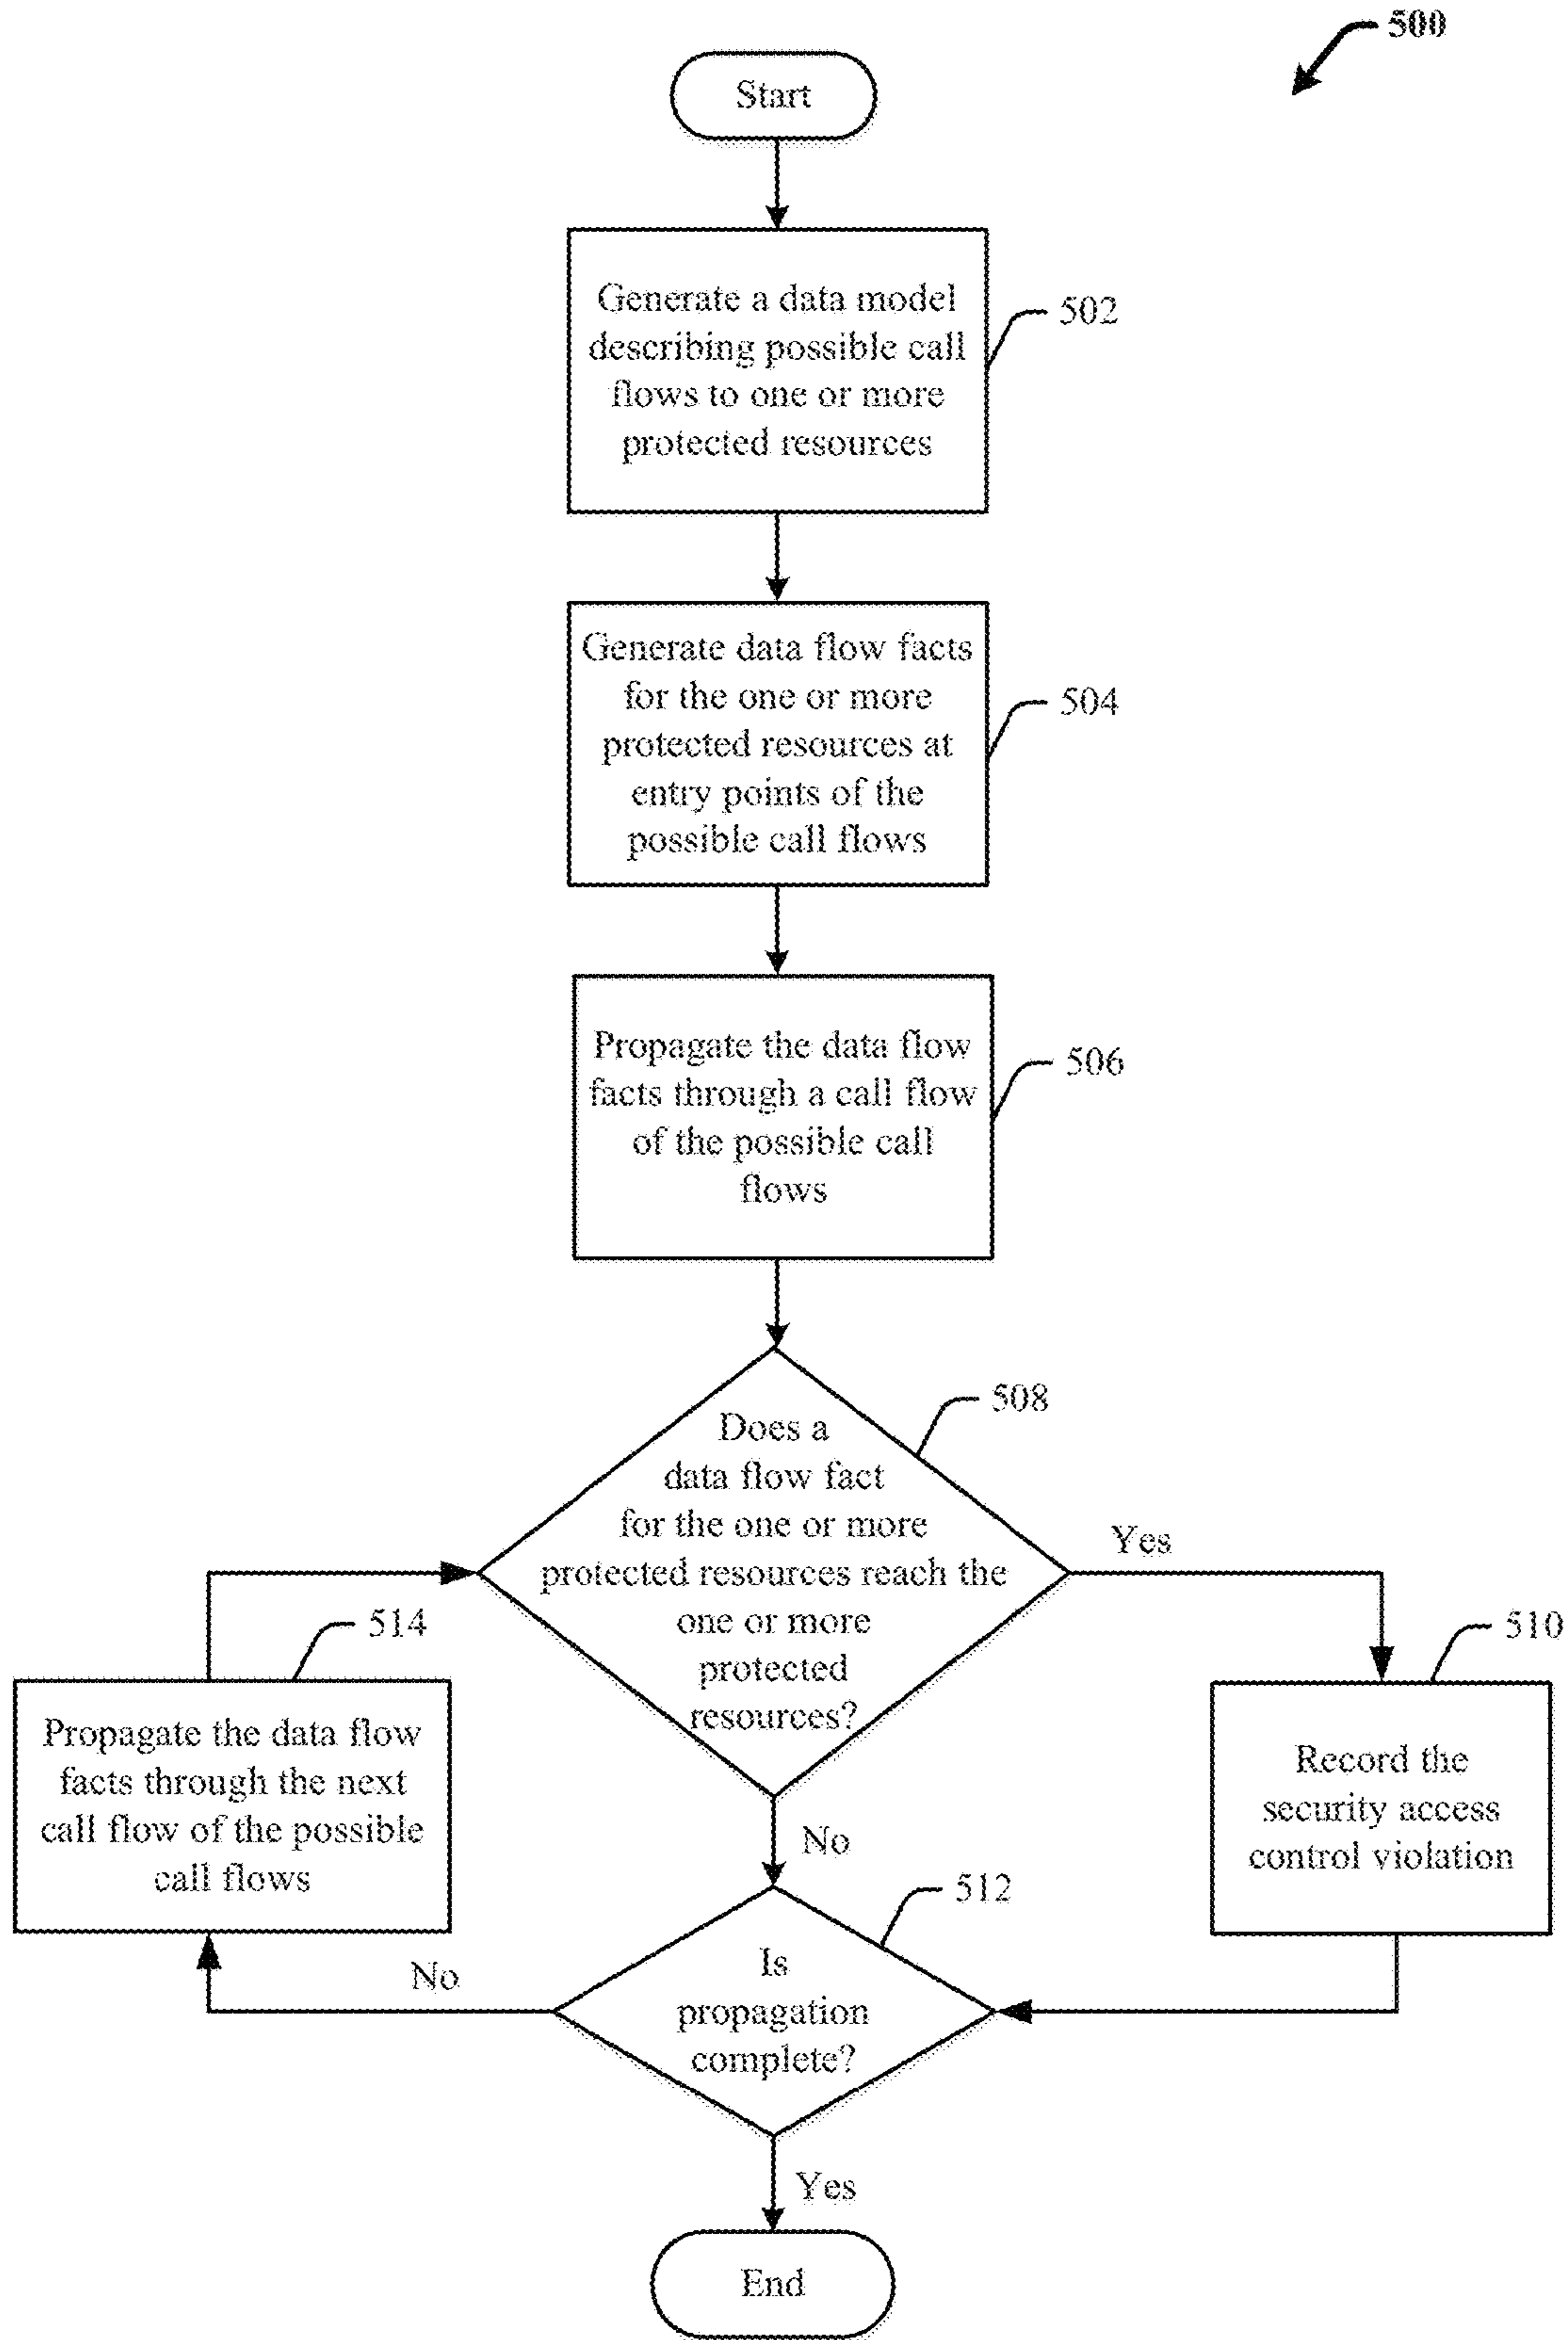 500
Start
Generate a data model
describing possible call
flows to one or more
protected resources
502
Generate data flow facts
for the one or more
protected resources at
entry points of the
possible call flows
504
Propagate the data flow
facts through a call flow
of the possible call
flows
506
Does a
data flow fact
for the one or more
protected resources reach the
one or more
protected
resources?
508
Yes
514
510
Propagate the data flow
facts through the next
call flow of the possible
call flows
Record the
security access
control violation
No
512
Is
propagation
complete?
No
Yes
End